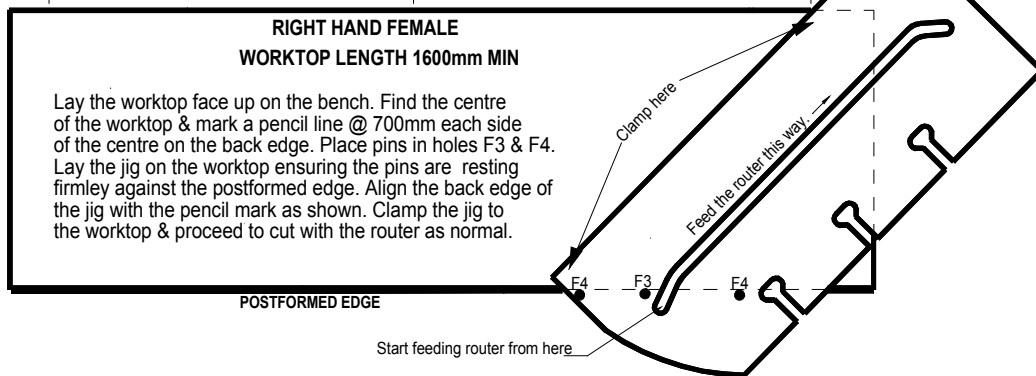 RIGHT HAND FEMALE
WORKTOP LENGTH 1600mm MIN
Lay the worktop face up on the bench. Find the centre
of the worktop & mark a pencil line @ 700mm each side
of the centre on the back edge. Place pins in holes F3 & F4.
Lay the jig on the worktop ensuring the pins are resting
firmley against the postformed edge. Align the back edge of
the jig with the pencil mark as shown. Clamp the jig to
the worktop & proceed to cut with the router as normal.
Clamp here
Feed the router this way.
F4
F3
F4
POSTFORMED EDGE
Start feeding router from here